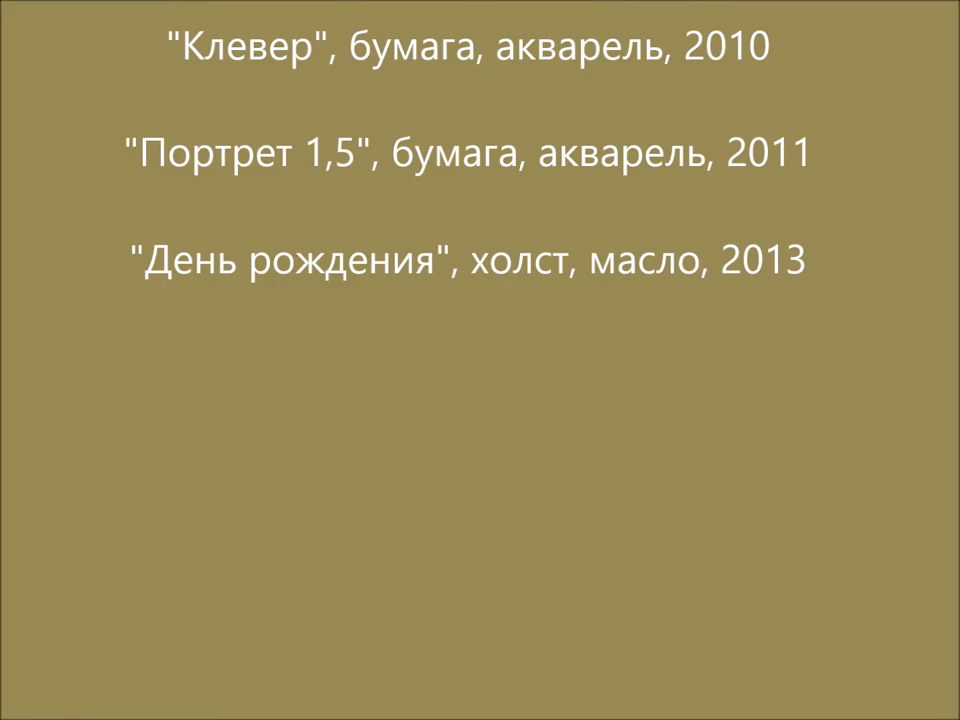 "Клевер", бумага, акварель, 2010
"Портрет 1,5", бумага, акварель, 2011
"День рождения", холст, масло, 2013